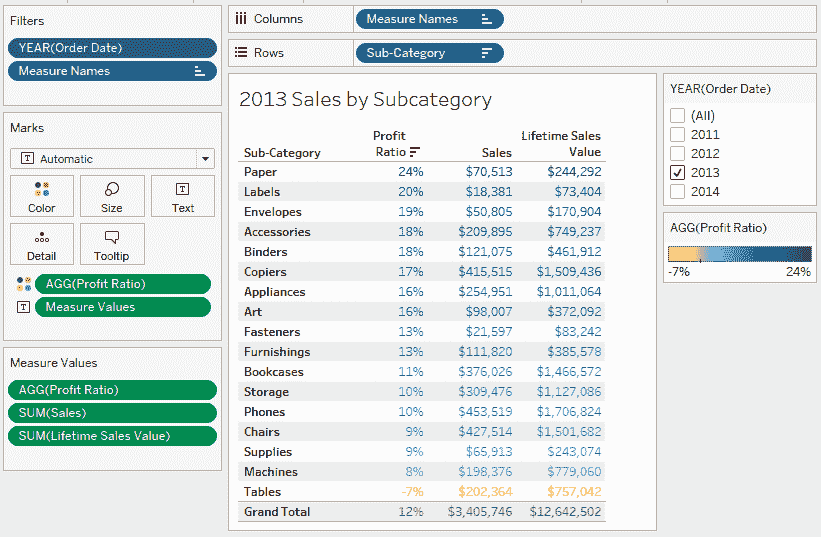 Filters
YEAR(Order Date)
Measure Names
Marks
Automatic
Color Size Text
Detail Tooltip
AGG(Profit Ratio)
Measure Values
Measure Values
AGG(Profit Ratio)
SUM(Sales)
SUM(Lifetime Sales Value)
Columns Measure Names
Rows Sub-Category
2013 Sales by Subcategory
Profit Lifetime Sales
Sub-Category Ratio Sales Value
Paper 24% $70,513 $244,292
Labels 20% $18,381 $73,404
Envelopes 19% $50,805 $170,904
Accessories 18% $209,895 $749,237
Binders 18% $121,075 $461,912
Copiers 17% $415,515 $1,509,436
Appliances 16% $254,951 $1,011,064
Art 16% $98,007 $372,092
Fasteners 13% $21,597 $83,242
Furnishings 13% $111,820 $385,578
Bookcases 11% $376,026 $1,466,572
Storage 10% $309,476 $1,127,086
Phones 10% $453,519 $1,706,824
Chairs 9% $427,514 $1,501,682
Supplies 9% $65,913 $243,074
Machines 8% $198,376 $779,060
Tables -7% $202,364 $757,042
Grand Total 12% $3,405,746 $12,642,502
YEAR(Order Date)
(All)
2011
2012
2013
2014
AGG(Profit Ratio)
-7% 24%